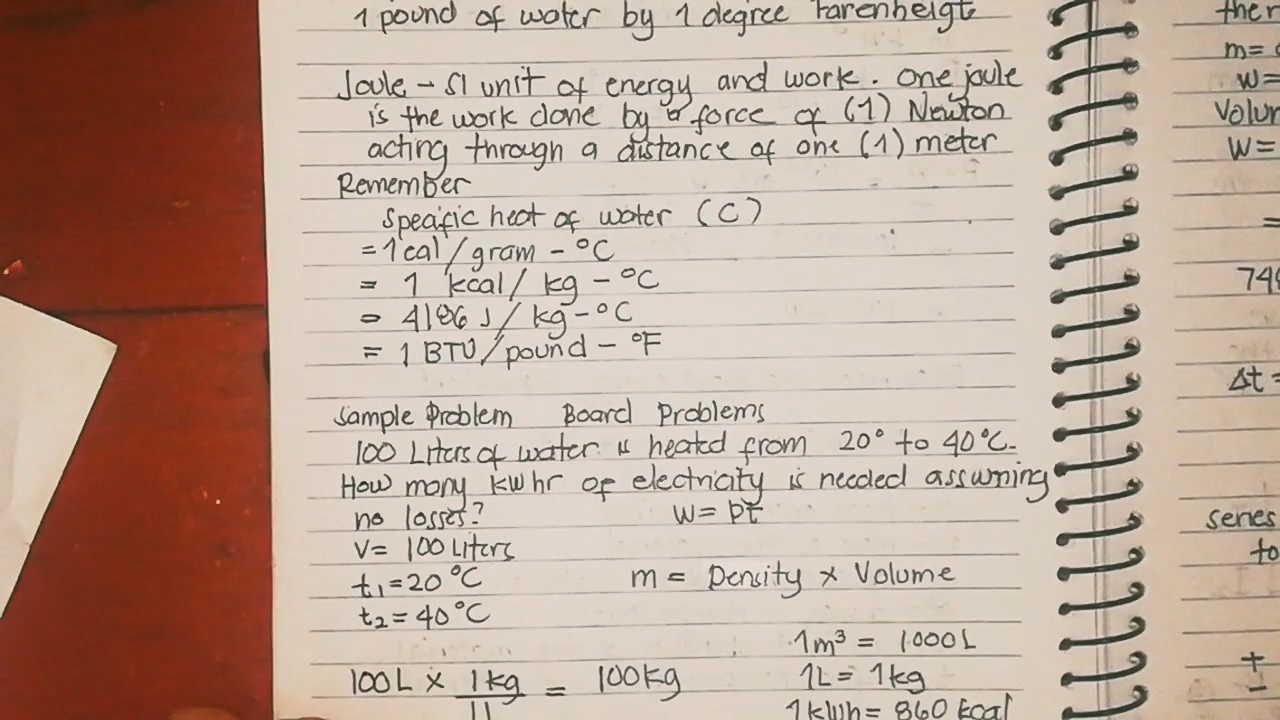 1 pound of water by 1 degree Farenheigt
Joule - SI unit of energy and work. One joule
is the work done by a force of (1) Newton
acting through a distance of one (1) meter
Remember
Specific heat of water (C)
= 1 cal/gram - °C
= 1 kcal/ kg - °C
= 4186 J/ kg - °C
= 1 BTU/pound - °F
Sample Problem Board Problems
100 Liters of water is heated from 20° to 40°C.
How many kwhr of electricity is needed assuming
no losses? W = Pt
V = 100 Liters
t₁ = 20°C m = Density x Volume
t₂ = 40°C
1m³ = 1000L
100L x 1kg = 100kg 1L = 1kg
1kWh = 860 kcal
ther
m=
W=
Volum
W=
=
746
Δt =
series
to
+
-